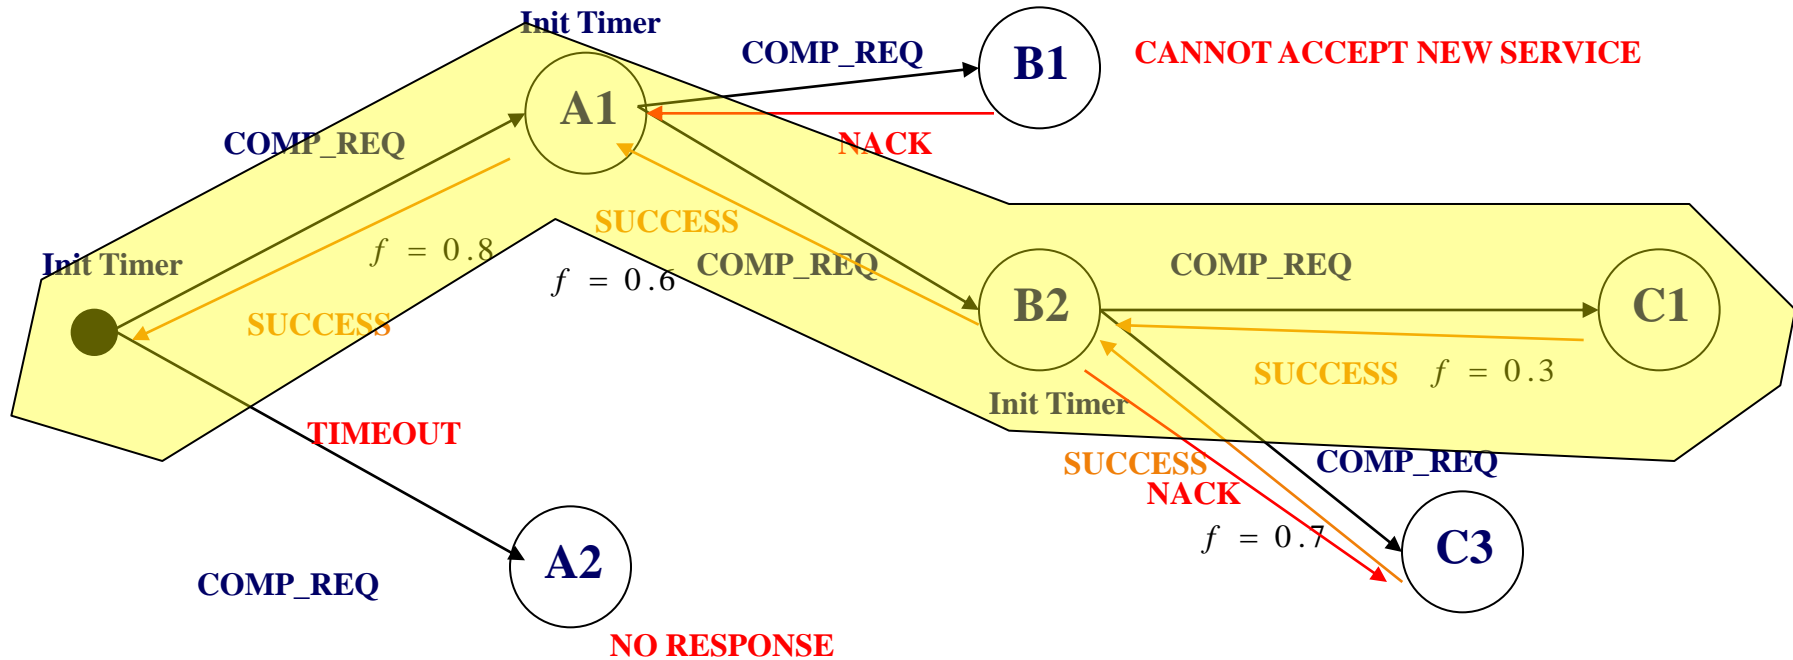 Init Timer
COMP_REQ
B1
CANNOT ACCEPT NEW SERVICE
A1
COMP_REQ
NACK
SUCCESS
f = 0.8
Init Timer
f = 0.6
COMP_REQ
COMP_REQ
SUCCESS
B2
C1
SUCCESS
f = 0.3
Init Timer
TIMEOUT
SUCCESS
COMP_REQ
NACK
f = 0.7
C3
A2
COMP_REQ
NO RESPONSE